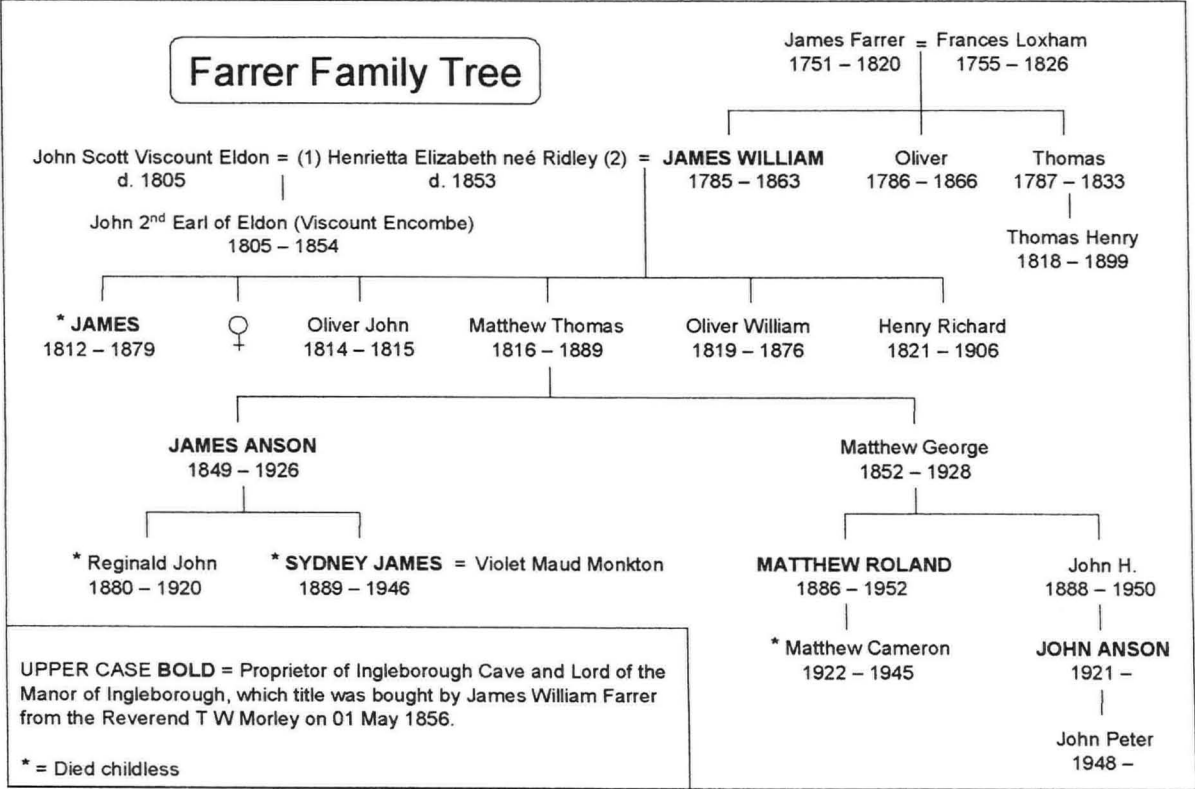 Farrer Family Tree
James Farrer = Frances Loxham
1751 – 1820 1755 – 1826
John Scott Viscount Eldon = (1) Henrietta Elizabeth neé Ridley (2) = JAMES WILLIAM Oliver Thomas
d. 1805 d. 1853 1785 – 1863 1786 – 1866 1787 – 1833
John 2nd Earl of Eldon (Viscount Encombe)
1805 – 1854
Thomas Henry
1818 – 1899
* JAMES ♀ Oliver John Matthew Thomas Oliver William Henry Richard
1812 – 1879 1814 – 1815 1816 – 1889 1819 – 1876 1821 – 1906
JAMES ANSON Matthew George
1849 – 1926 1852 – 1928
* Reginald John * SYDNEY JAMES = Violet Maud Monkton MATTHEW ROLAND John H.
1880 – 1920 1889 – 1946 1886 – 1952 1888 – 1950
* Matthew Cameron JOHN ANSON
1922 – 1945 1921 –
John Peter
1948 –
UPPER CASE BOLD = Proprietor of Ingleborough Cave and Lord of the
Manor of Ingleborough, which title was bought by James William Farrer
from the Reverend T W Morley on 01 May 1856.
* = Died childless